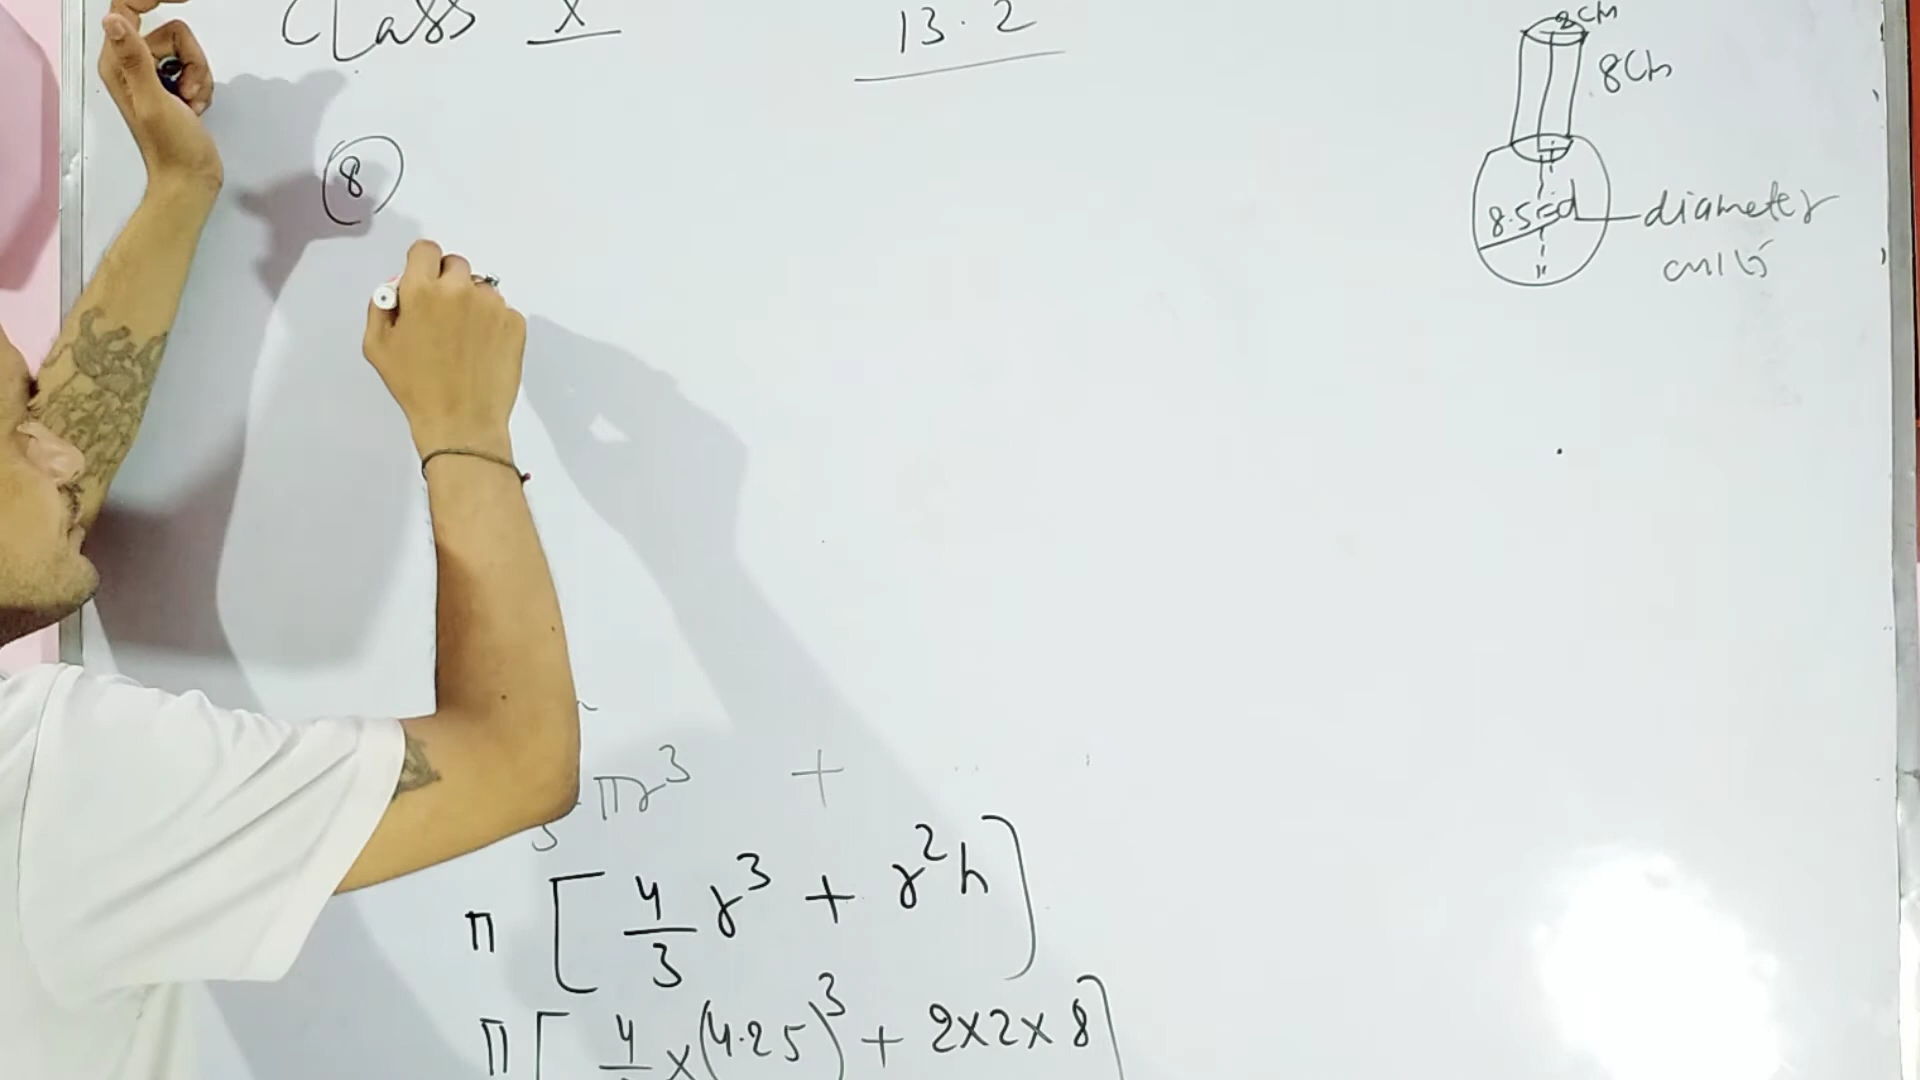 Class X
13.2
8
8cm
8.5cm
diameter
πr³ +
3
π [ 4/3 r³ + r²h ]
π [ 4 × (4.25)³ + 2×2×8 ]